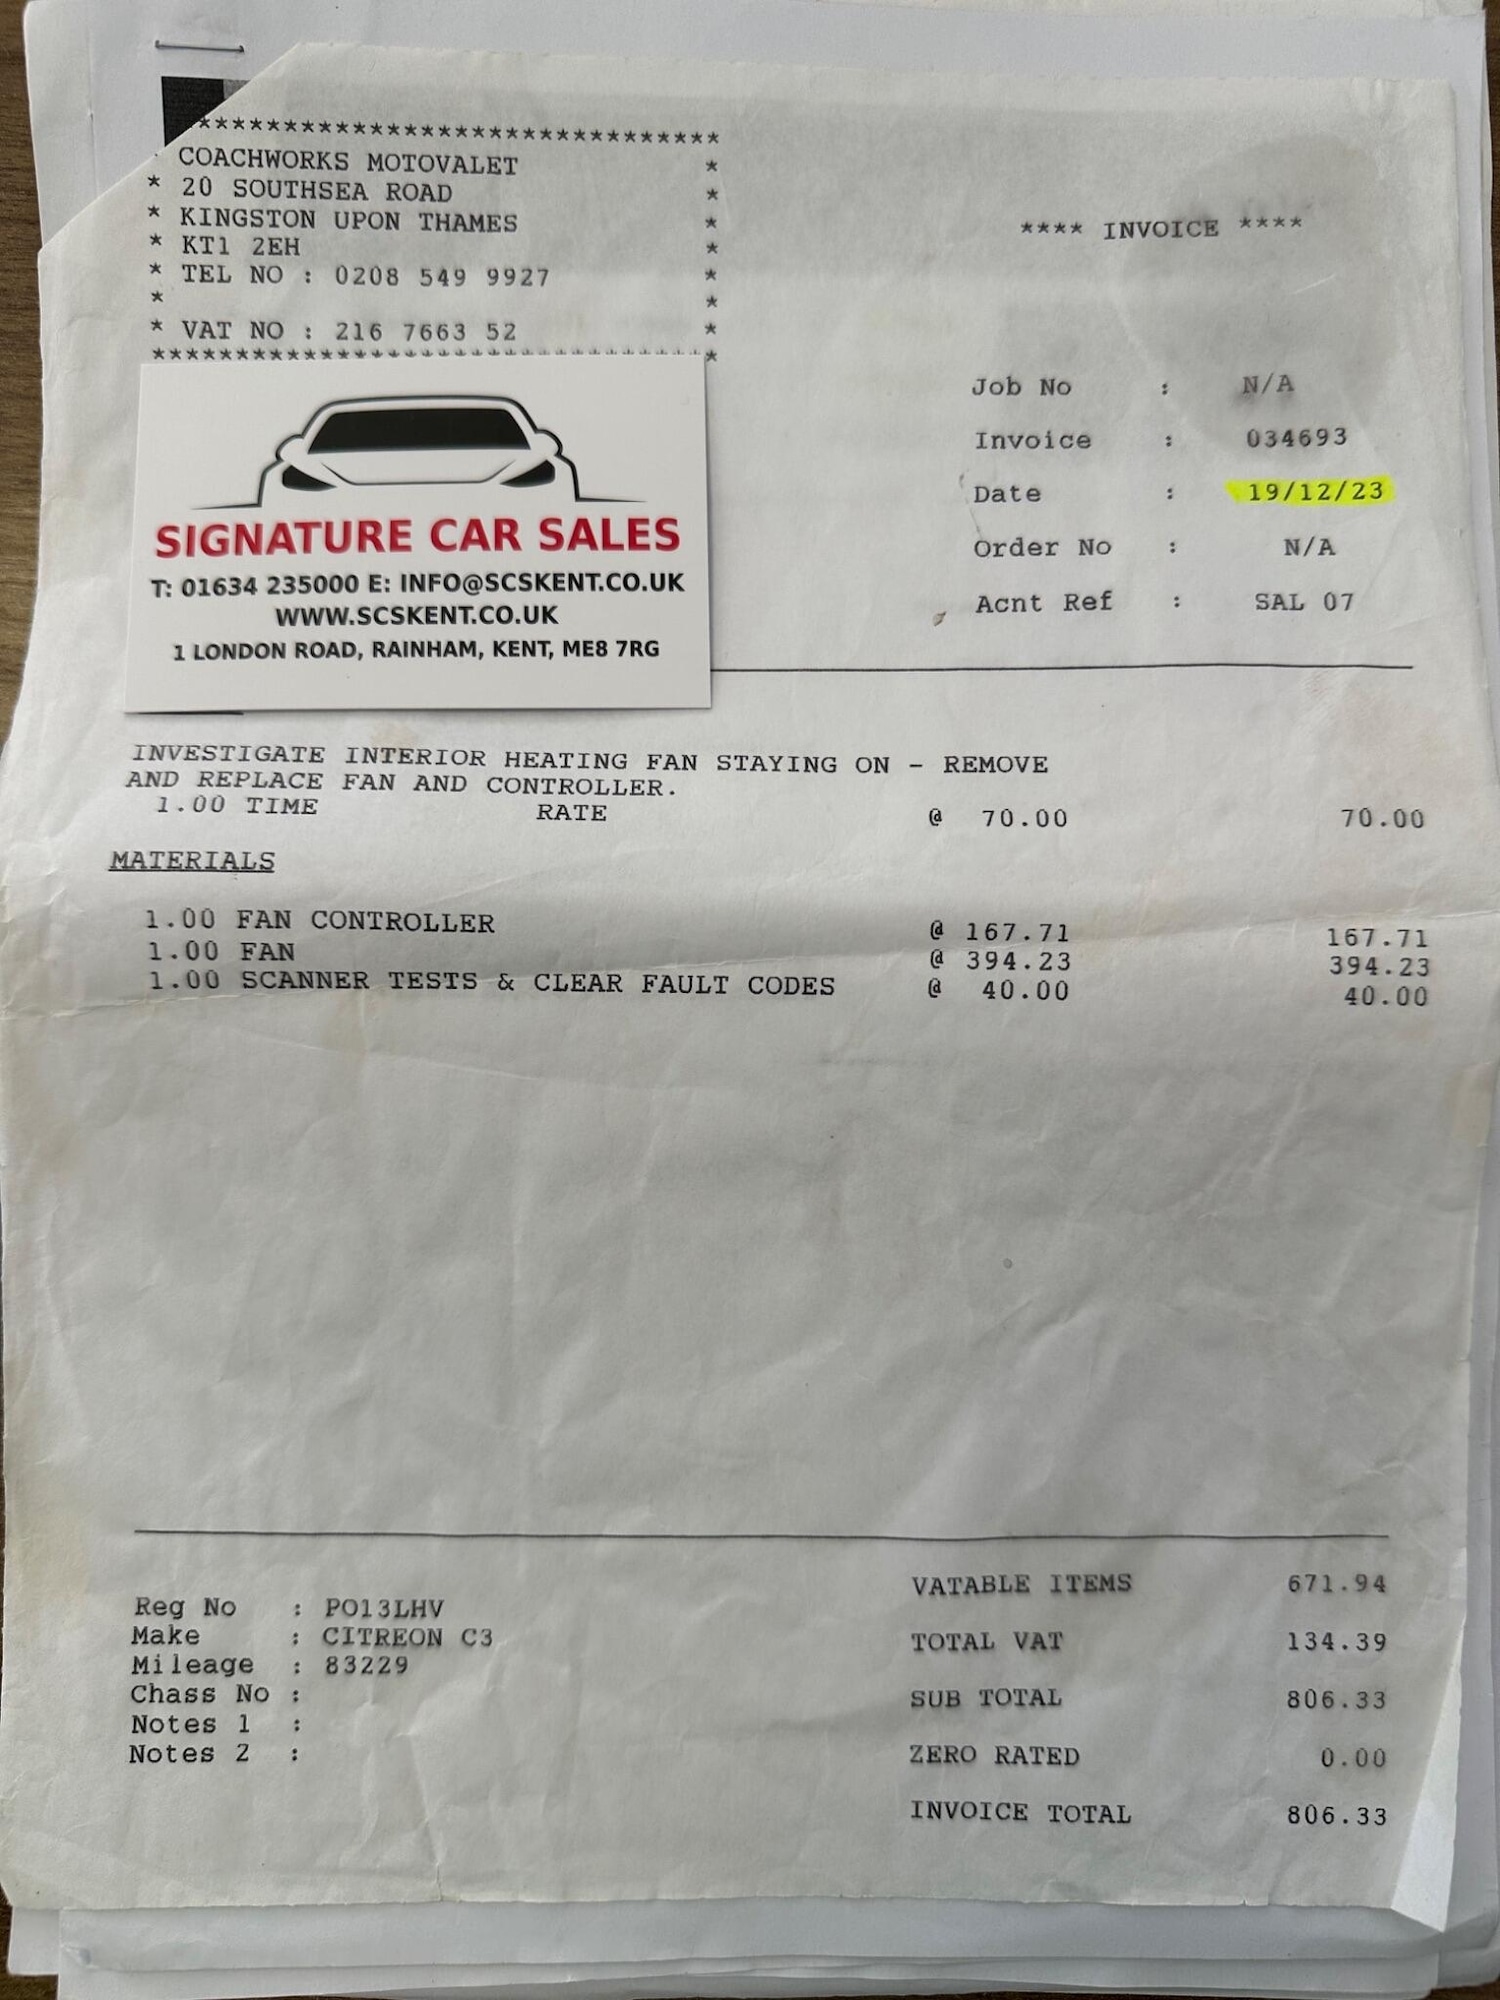 *******************************
COACHWORKS MOTOVALET *
* 20 SOUTHSEA ROAD *
* KINGSTON UPON THAMES *
* KT1 2EH *
* TEL NO : 0208 549 9927 *
* *
* VAT NO : 216 7663 52 *
**********************************
**** INVOICE ****
Job No : N/A
Invoice : 034693
Date : 19/12/23
Order No : N/A
Acnt Ref : SAL 07
SIGNATURE CAR SALES
T: 01634 235000 E: INFO@SCSKENT.CO.UK
WWW.SCSKENT.CO.UK
1 LONDON ROAD, RAINHAM, KENT, ME8 7RG
INVESTIGATE INTERIOR HEATING FAN STAYING ON - REMOVE
AND REPLACE FAN AND CONTROLLER.
1.00 TIME RATE @ 70.00 70.00
MATERIALS
1.00 FAN CONTROLLER @ 167.71 167.71
1.00 FAN @ 394.23 394.23
1.00 SCANNER TESTS & CLEAR FAULT CODES @ 40.00 40.00
Reg No : PO13LHV
Make : CITREON C3
Mileage : 83229
Chass No :
Notes 1 :
Notes 2 :
VATABLE ITEMS 671.94
TOTAL VAT 134.39
SUB TOTAL 806.33
ZERO RATED 0.00
INVOICE TOTAL 806.33